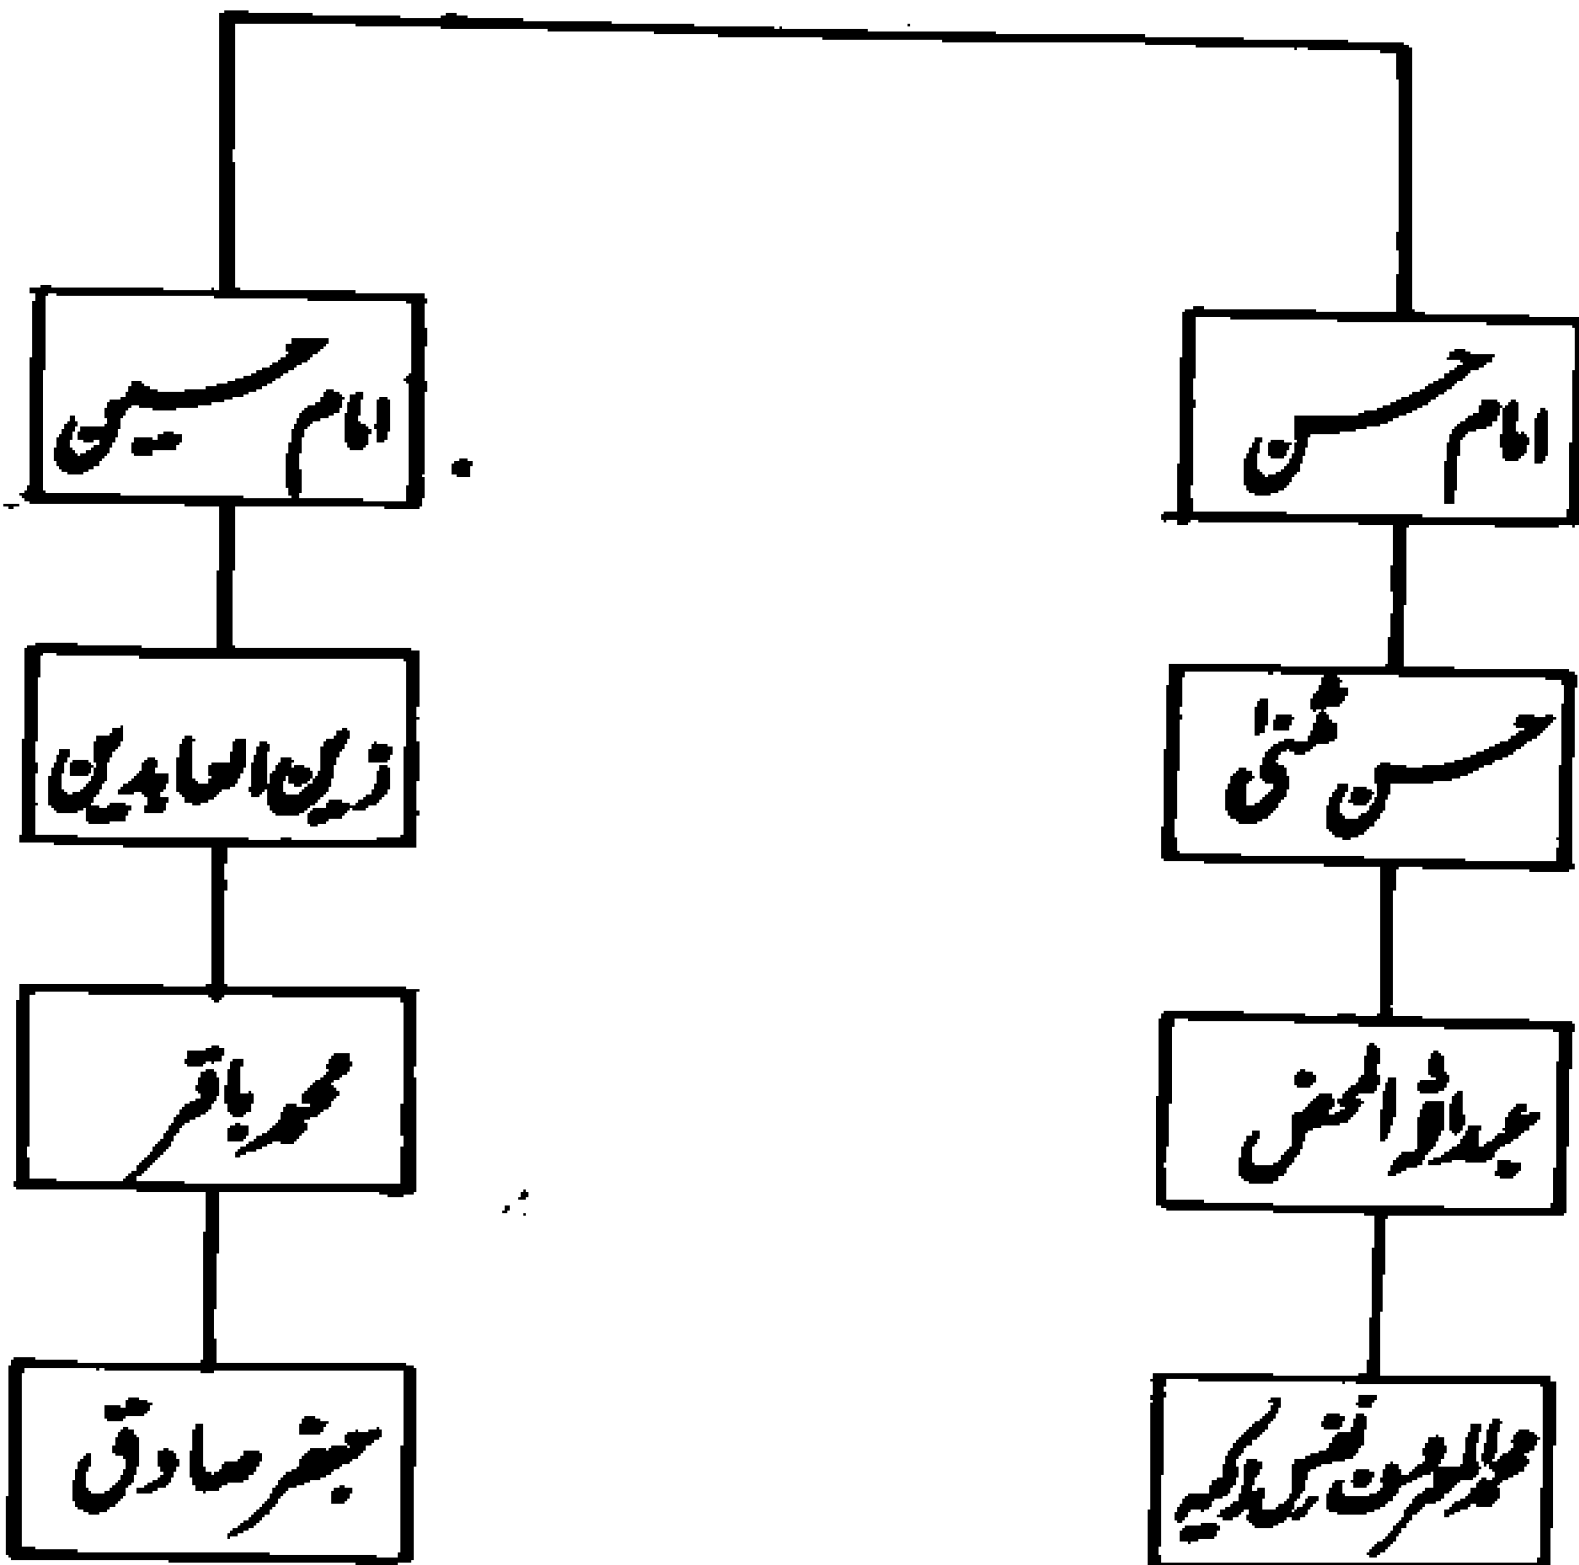 امام حسن
امام حسین
حسن مثنیٰ
زین العابدین
عبداللہ المحض
محمد باقر
محمد المعروف نفس زکیہ
جعفر صادق